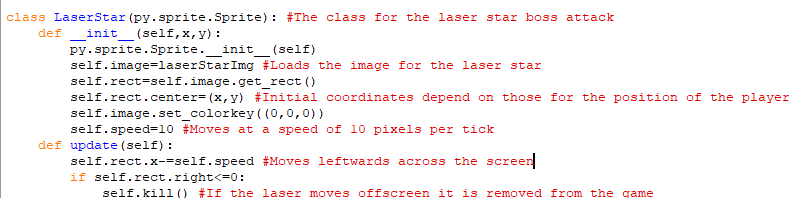 class LaserStar(py.sprite.Sprite): #The class for the laser star boss attack
    def __init__(self,x,y):
        py.sprite.Sprite.__init__(self)
        self.image=laserStarImg #Loads the image for the laser star
        self.rect=self.image.get_rect()
        self.rect.center=(x,y) #Initial coordinates depend on those for the position of the player
        self.image.set_colorkey((0,0,0))
        self.speed=10 #Moves at a speed of 10 pixels per tick
    def update(self):
        self.rect.x-=self.speed #Moves leftwards across the screen
        if self.rect.right<=0:
            self.kill() #If the laser moves offscreen it is removed from the game